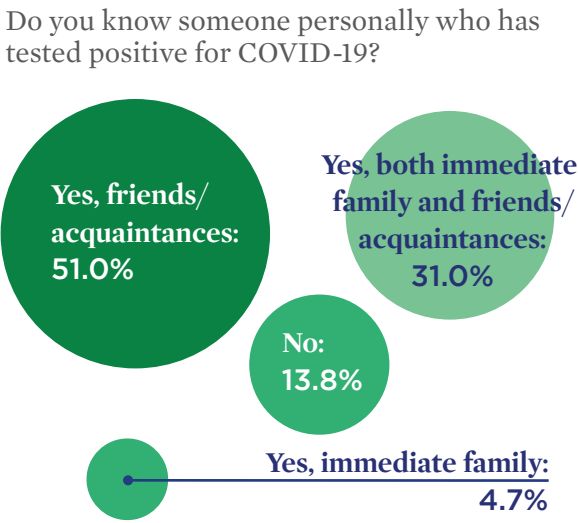 Do you know someone personally who has
tested positive for COVID-19?
Yes, friends/
acquaintances:
51.0%
Yes, both immediate
family and friends/
acquaintances:
31.0%
No:
13.8%
Yes, immediate family:
4.7%